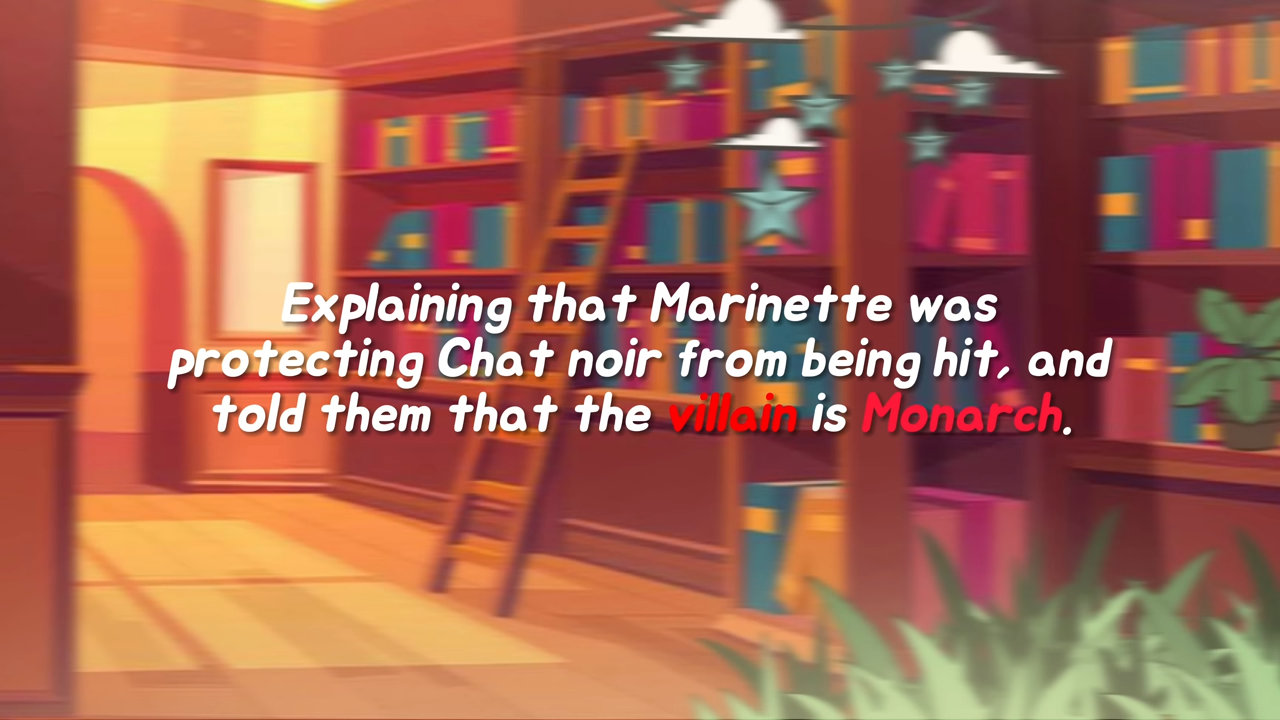 Explaining that Marinette was
protecting Chat noir from being hit, and
told them that the villain is Monarch.